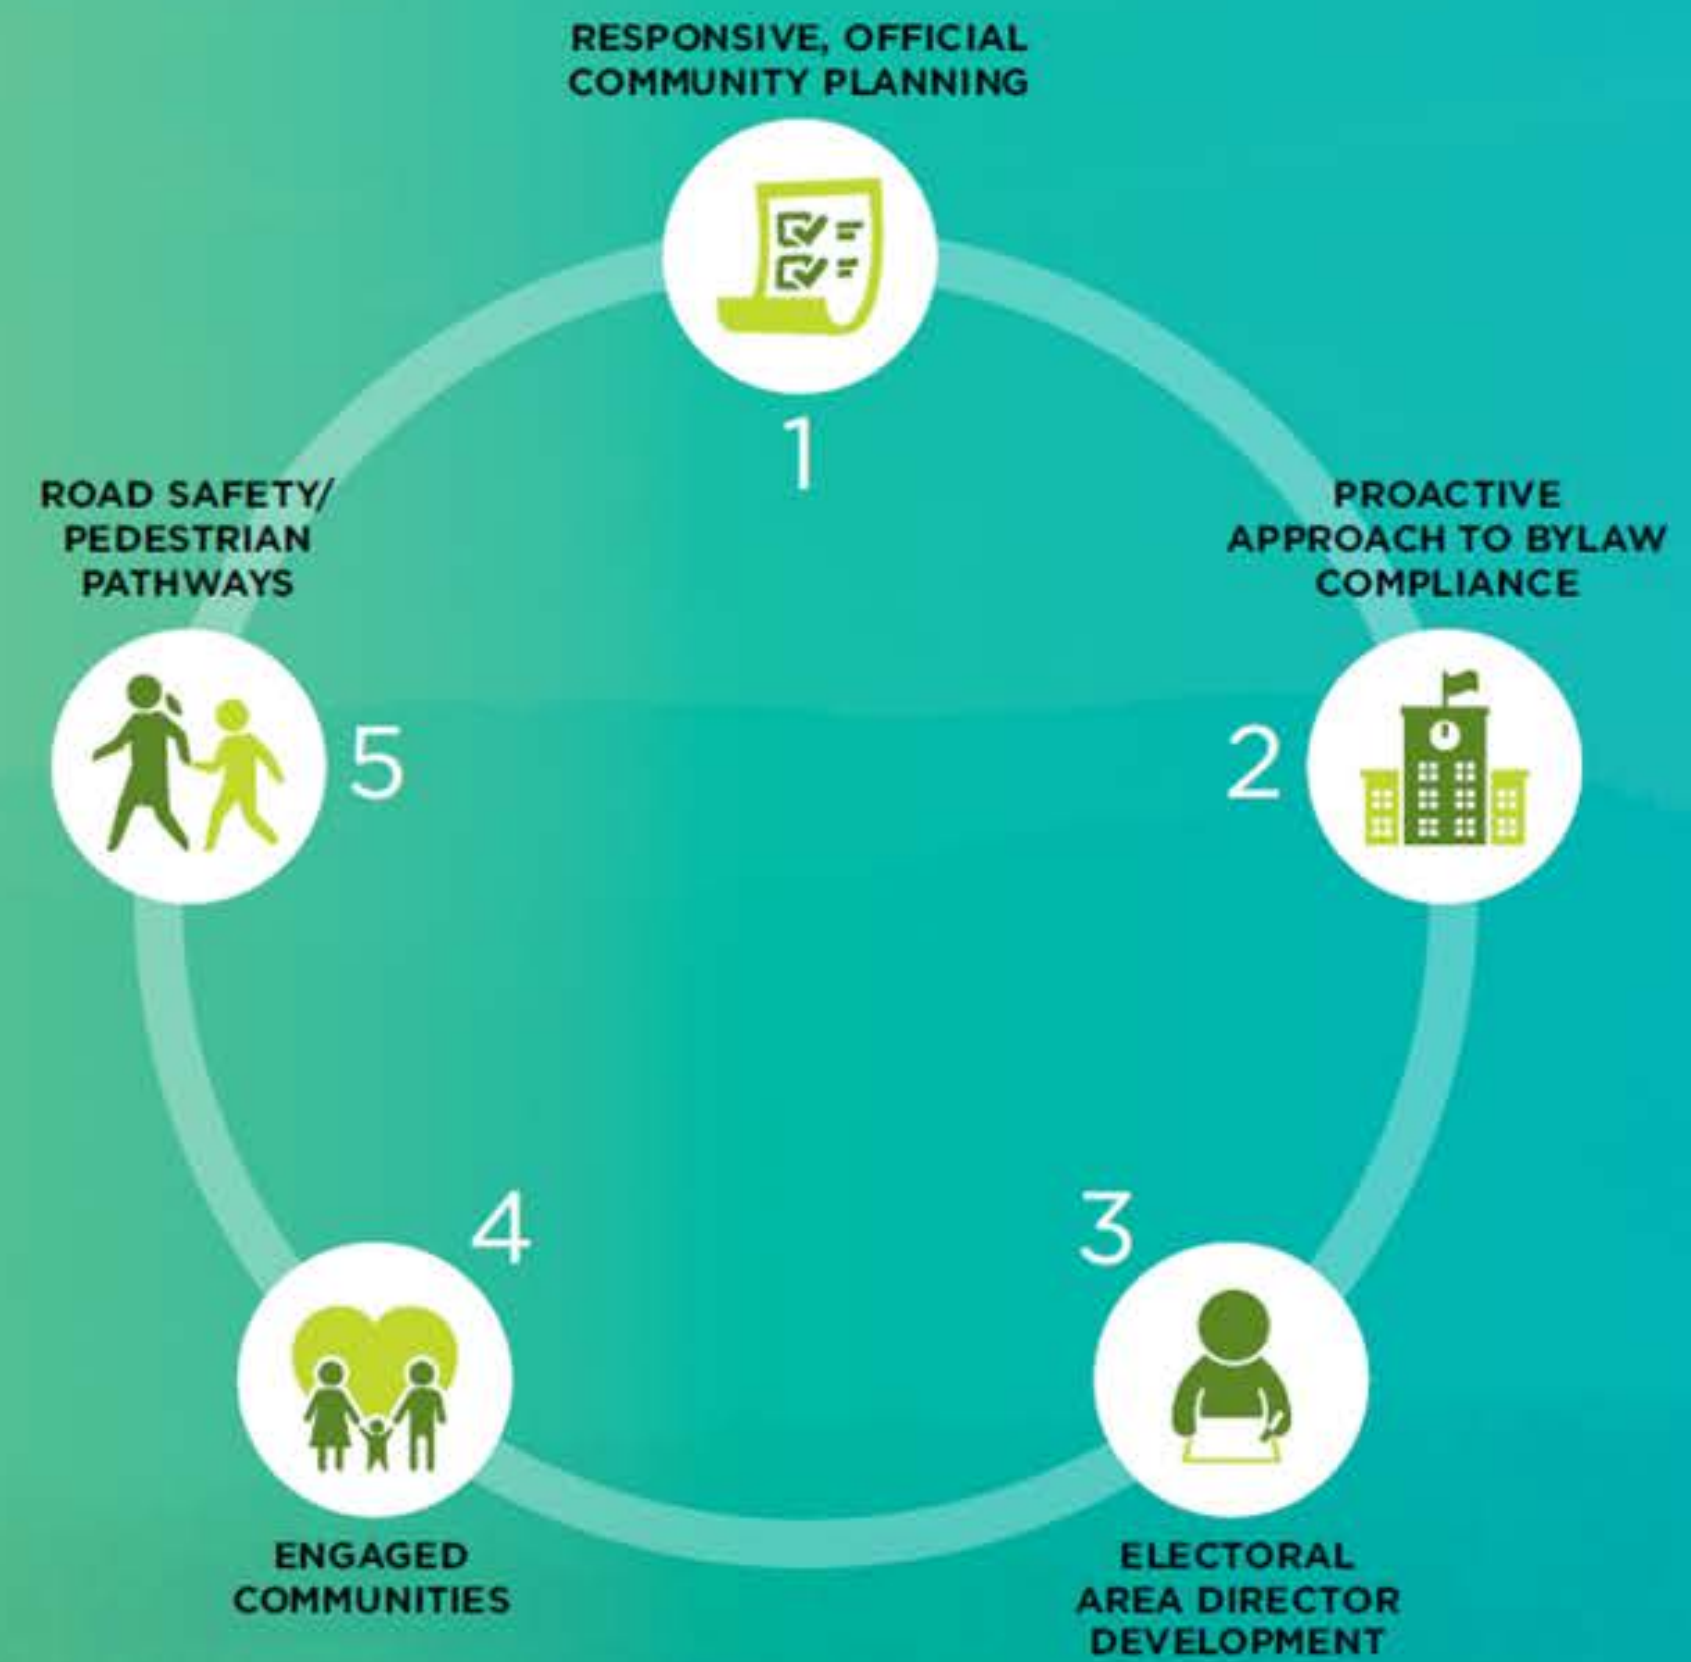 RESPONSIVE, OFFICIAL
COMMUNITY PLANNING
1
PROACTIVE
APPROACH TO BYLAW
COMPLIANCE
2
3
ELECTORAL
AREA DIRECTOR
DEVELOPMENT
4
ENGAGED
COMMUNITIES
ROAD SAFETY/
PEDESTRIAN
PATHWAYS
5